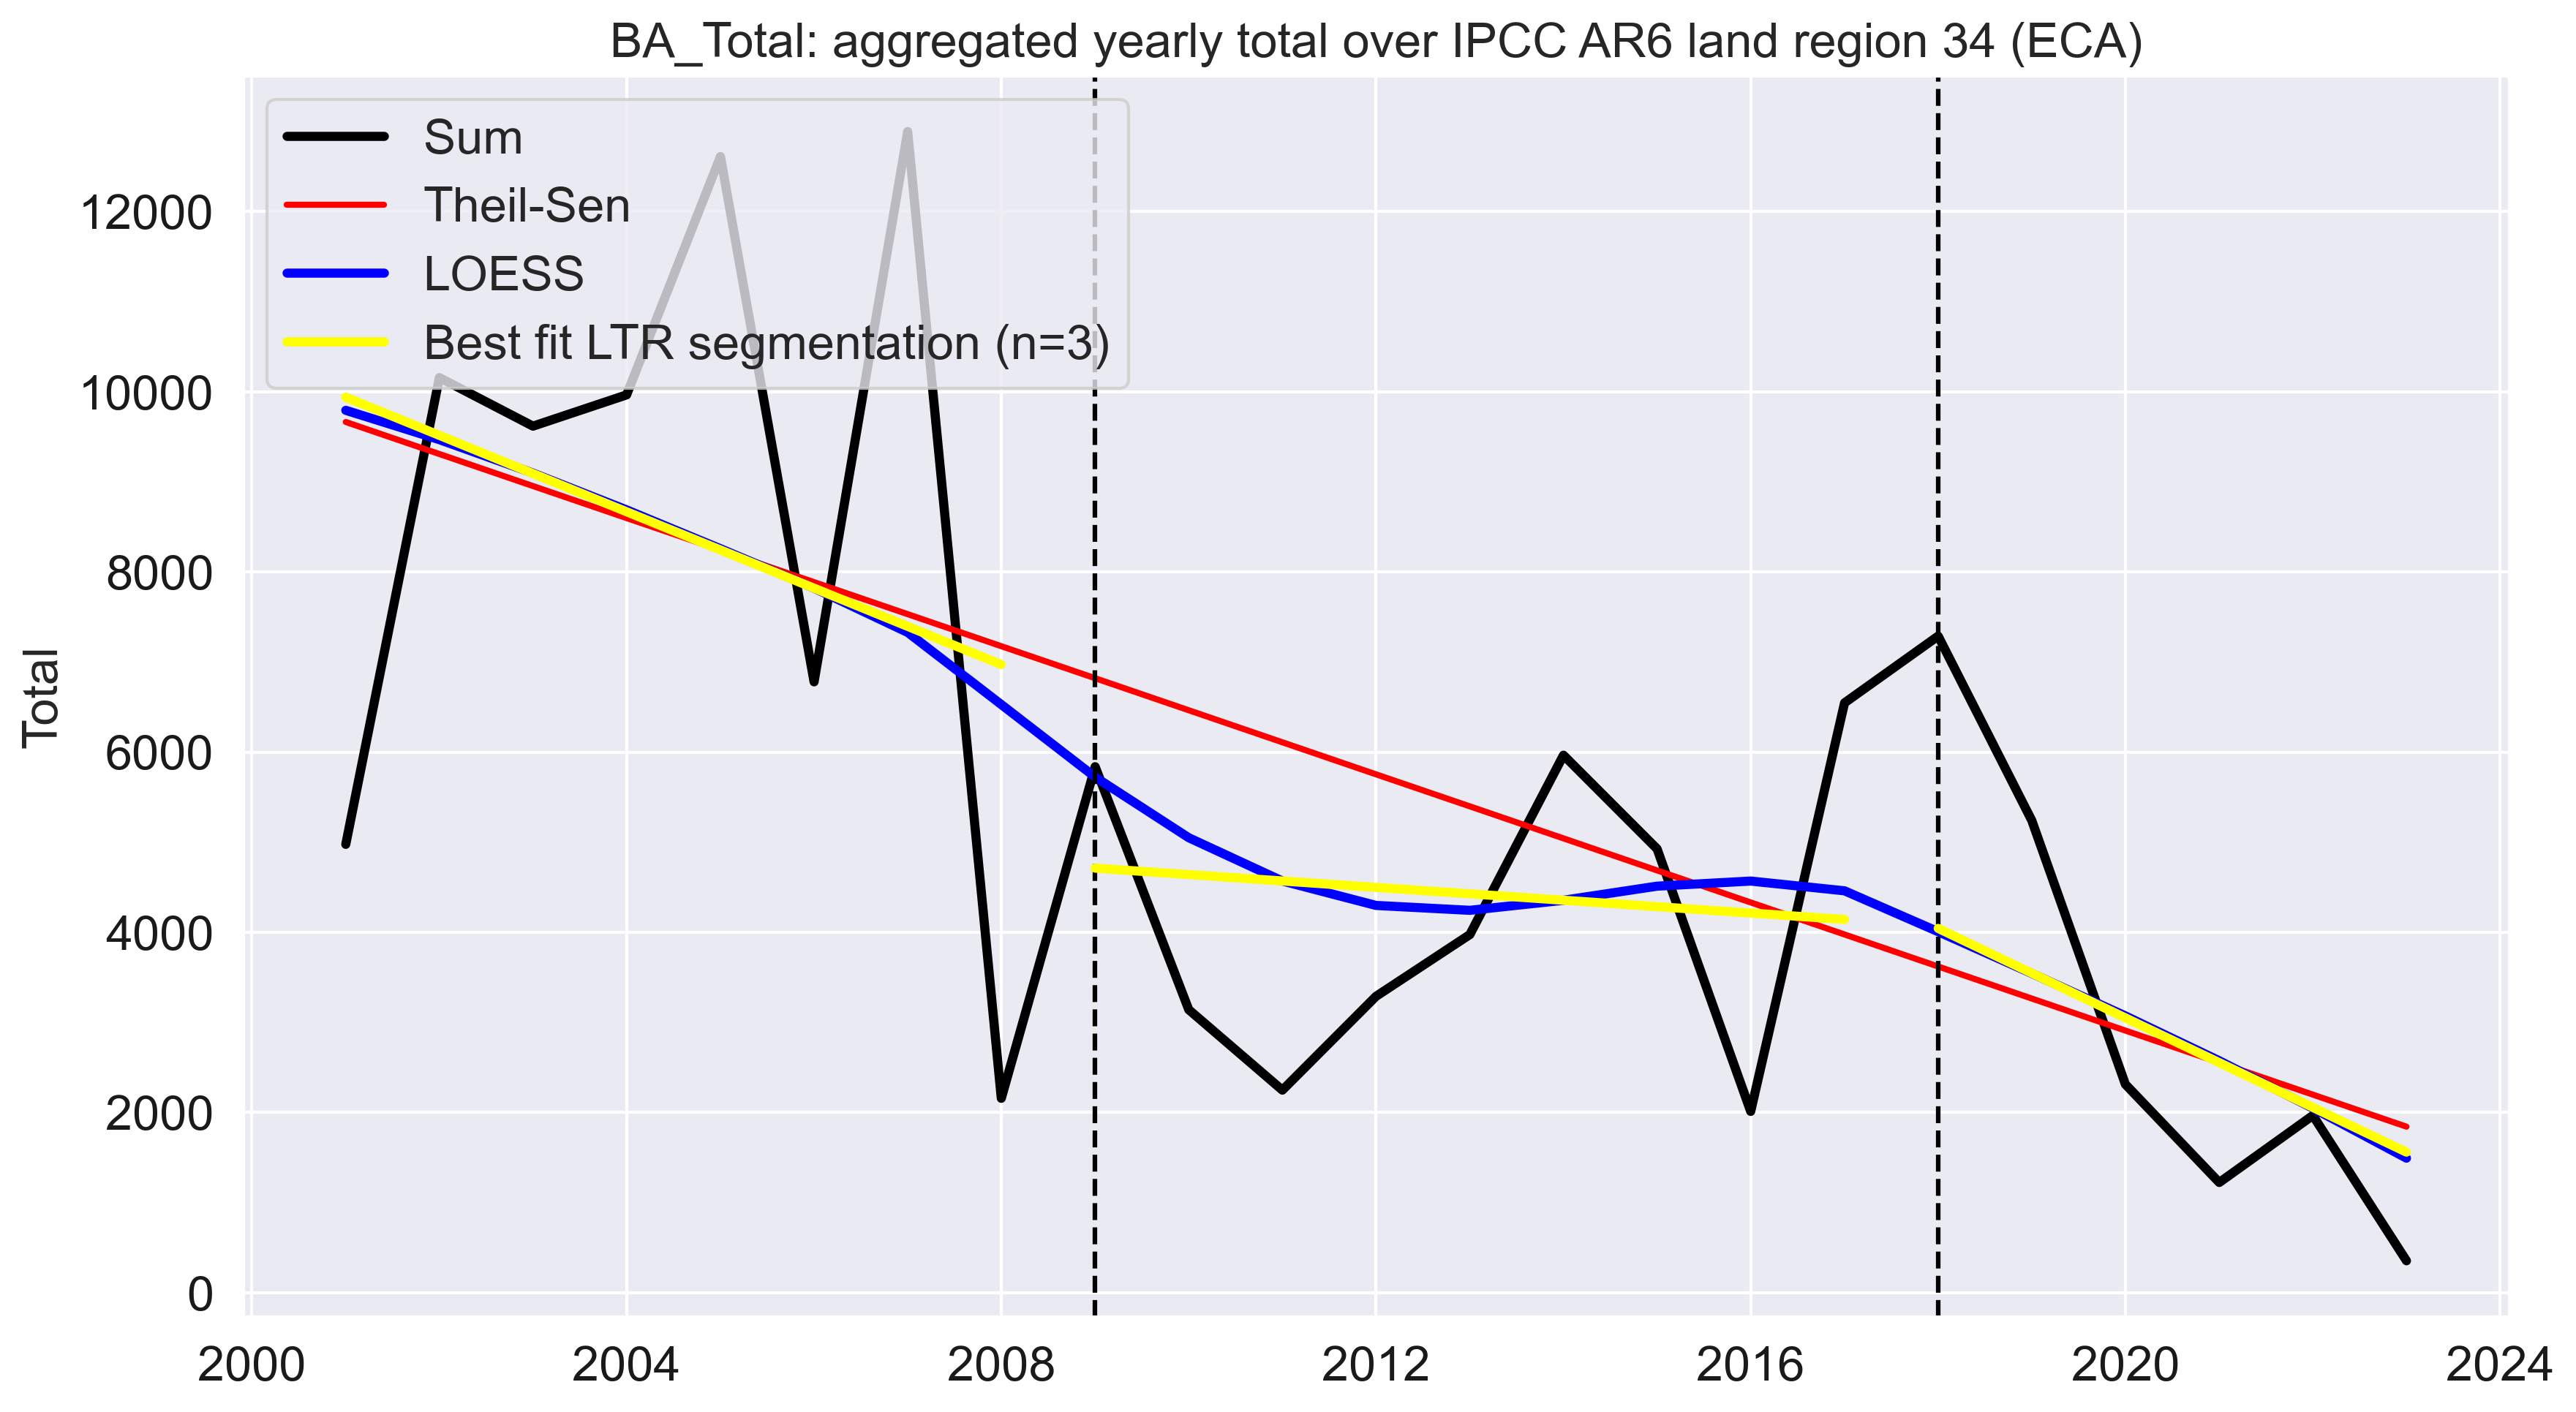 BA_Total: aggregated yearly total over IPCC AR6 land region 34 (ECA)
Sum
Theil-Sen
LOESS
Best fit LTR segmentation (n=3)
Total
12000
10000
8000
6000
4000
2000
0
2000
2004
2008
2012
2016
2020
2024